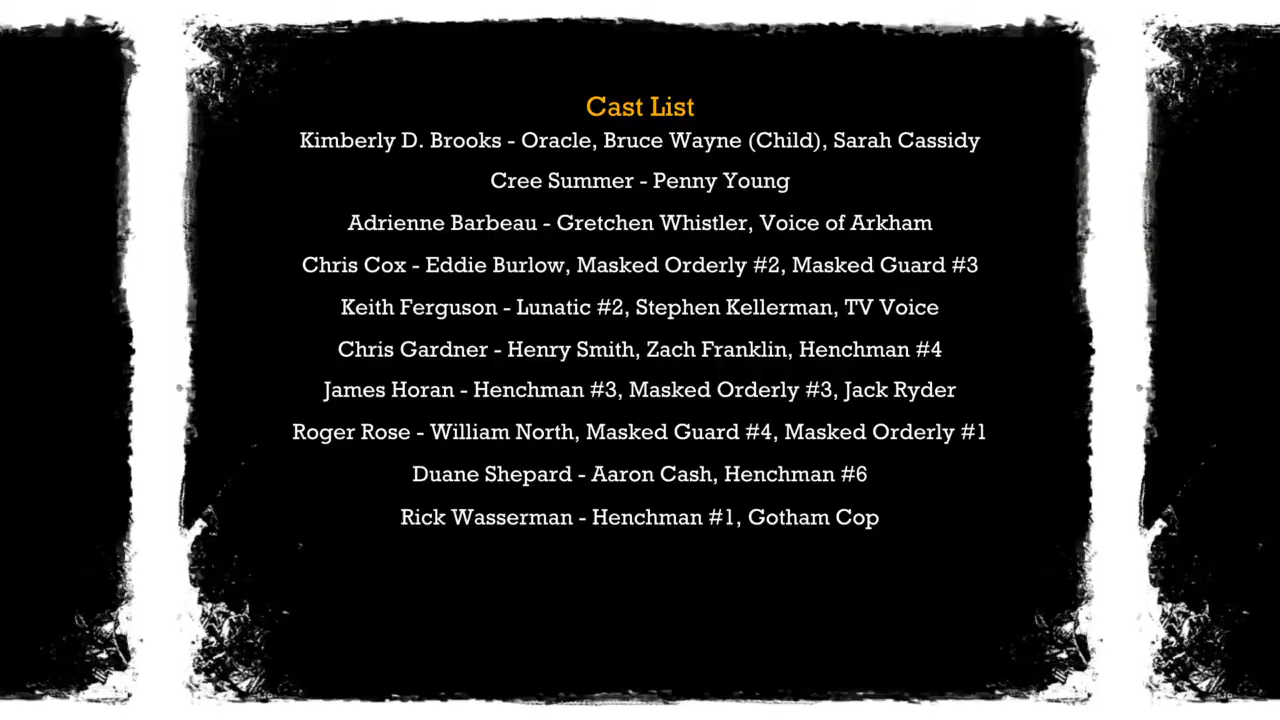 Cast List
Kimberly D. Brooks - Oracle, Bruce Wayne (Child), Sarah Cassidy
Cree Summer - Penny Young
Adrienne Barbeau - Gretchen Whistler, Voice of Arkham
Chris Cox - Eddie Burlow, Masked Orderly #2, Masked Guard #3
Keith Ferguson - Lunatic #2, Stephen Kellerman, TV Voice
Chris Gardner - Henry Smith, Zach Franklin, Henchman #4
James Horan - Henchman #3, Masked Orderly #3, Jack Ryder
Roger Rose - William North, Masked Guard #4, Masked Orderly #1
Duane Shepard - Aaron Cash, Henchman #6
Rick Wasserman - Henchman #1, Gotham Cop